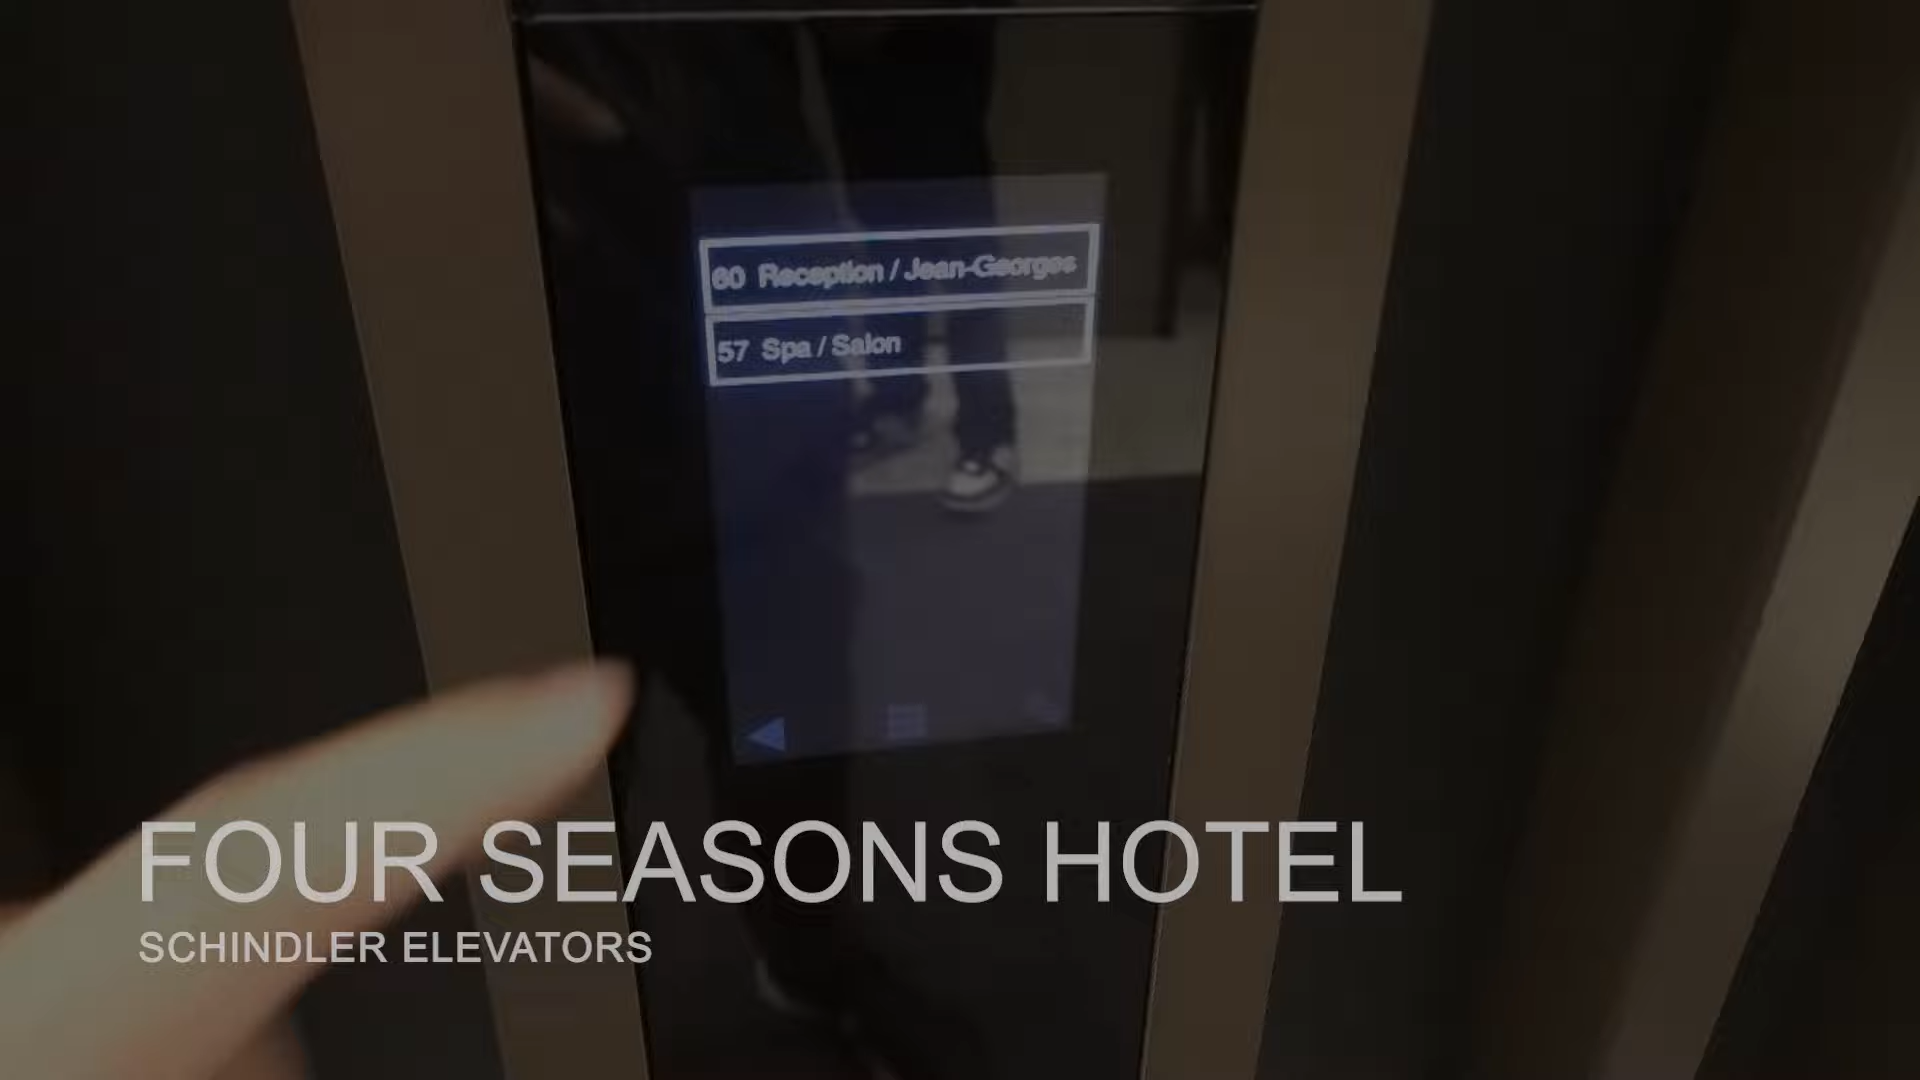 60 Reception / Jean-Georges
57 Spa / Salon
FOUR SEASONS HOTEL
SCHINDLER ELEVATORS